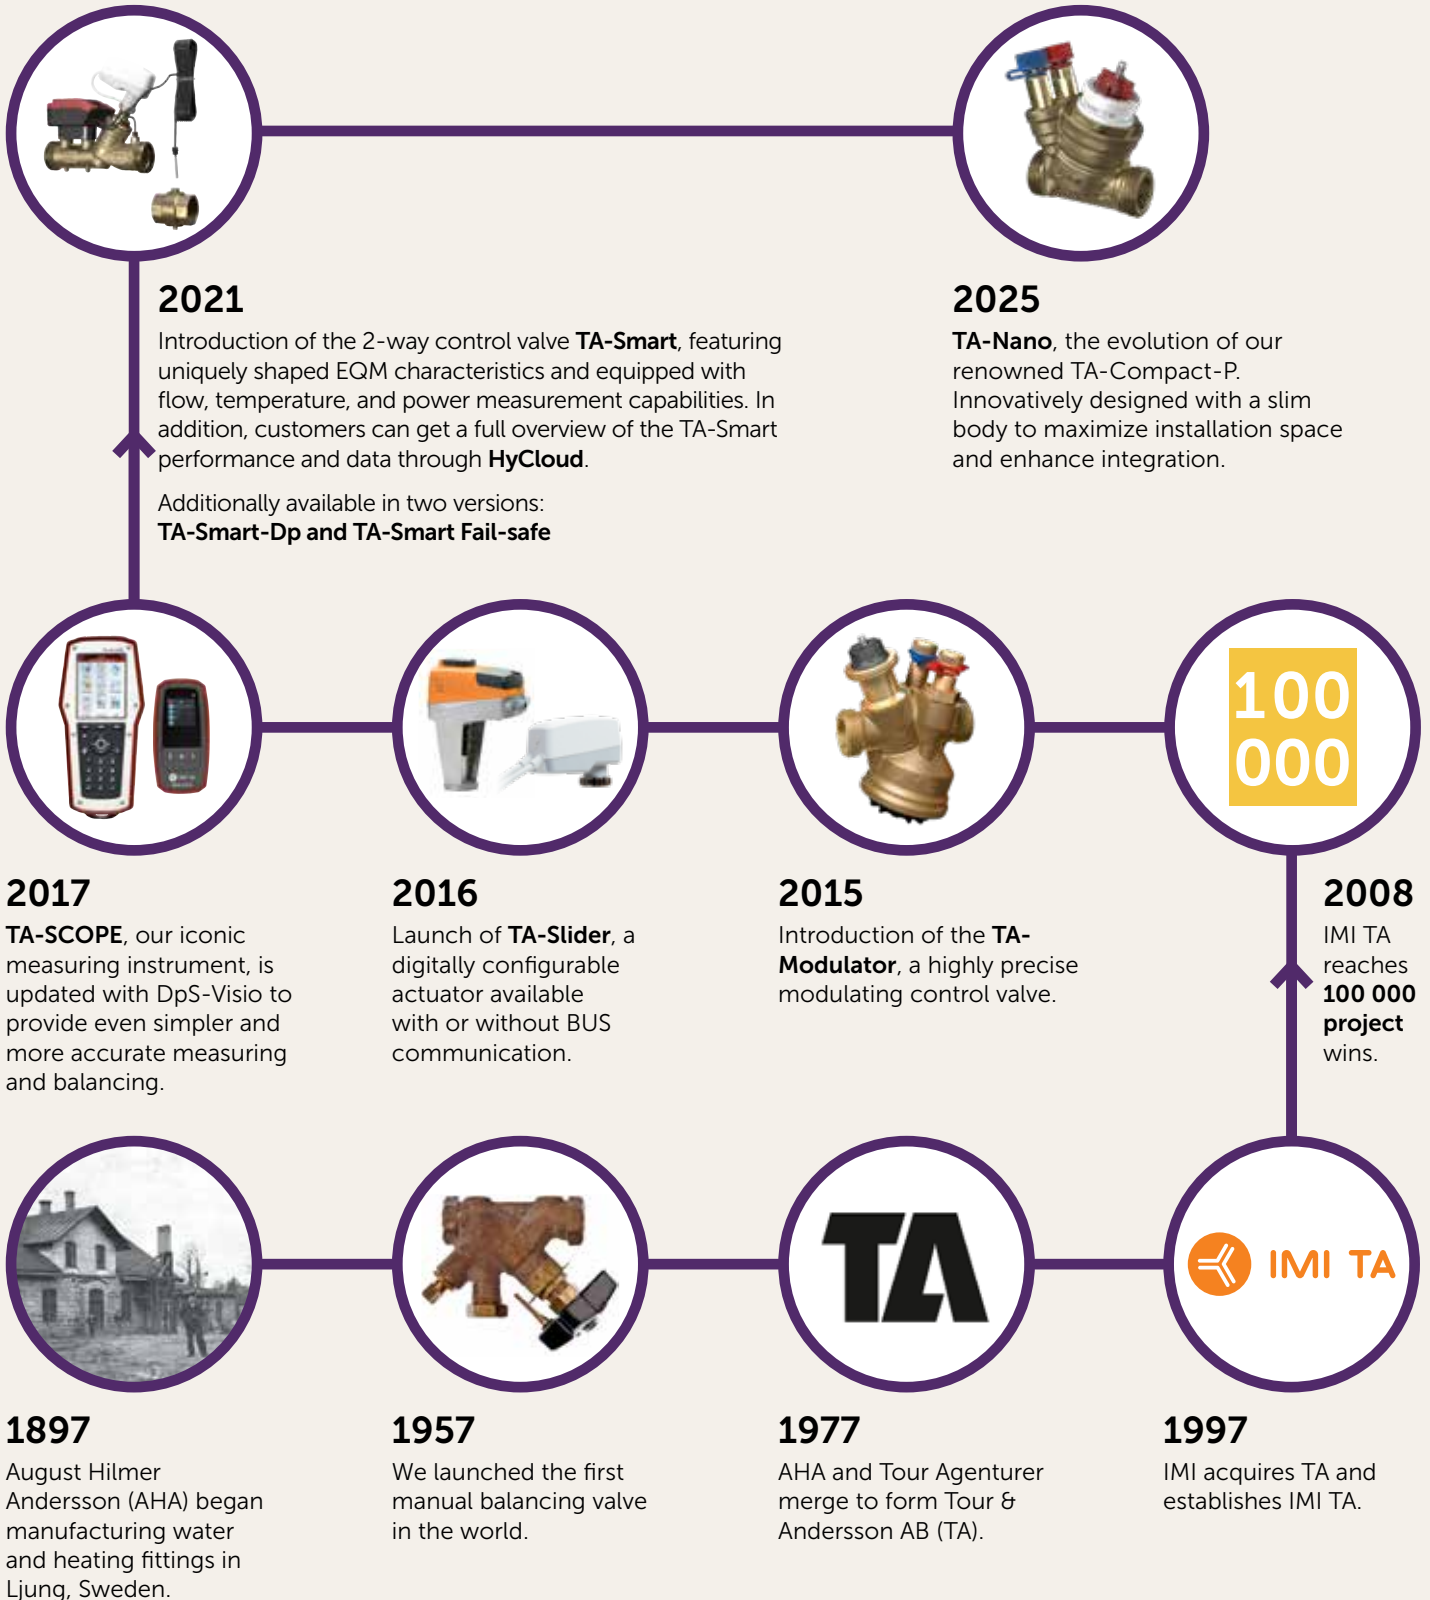 2021
Introduction of the 2-way control valve TA-Smart, featuring
uniquely shaped EQM characteristics and equipped with
flow, temperature, and power measurement capabilities. In
addition, customers can get a full overview of the TA-Smart
performance and data through HyCloud.
Additionally available in two versions:
TA-Smart-Dp and TA-Smart Fail-safe
2025
TA-Nano, the evolution of our
renowned TA-Compact-P.
Innovatively designed with a slim
body to maximize installation space
and enhance integration.
100
000
2017
TA-SCOPE, our iconic
measuring instrument, is
updated with DpS-Visio to
provide even simpler and
more accurate measuring
and balancing.
2016
Launch of TA-Slider, a
digitally configurable
actuator available
with or without BUS
communication.
2015
Introduction of the TA-
Modulator, a highly precise
modulating control valve.
2008
IMI TA
reaches
100 000
project
wins.
TA
IMI TA
1897
August Hilmer
Andersson (AHA) began
manufacturing water
and heating fittings in
Ljung, Sweden.
1957
We launched the first
manual balancing valve
in the world.
1977
AHA and Tour Agenturer
merge to form Tour &
Andersson AB (TA).
1997
IMI acquires TA and
establishes IMI TA.